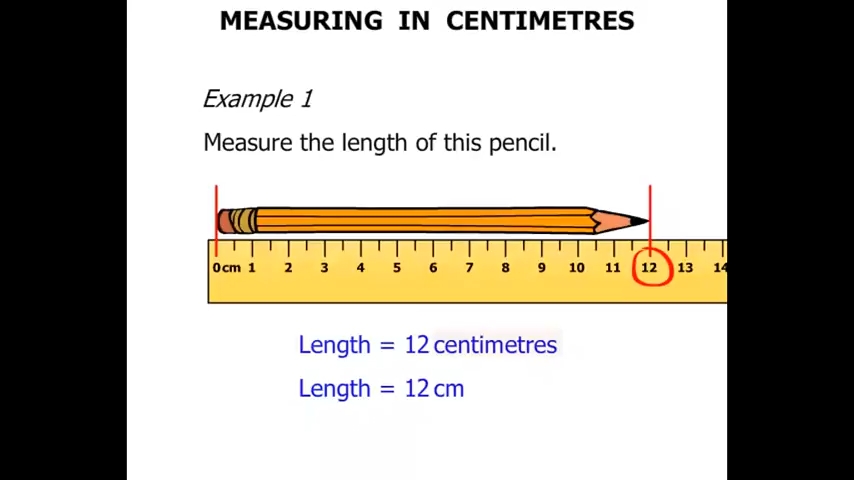 MEASURING IN CENTIMETRES
Example 1
Measure the length of this pencil.
0cm 1 2 3 4 5 6 7 8 9 10 11 12 13 14
Length = 12 centimetres
Length = 12 cm